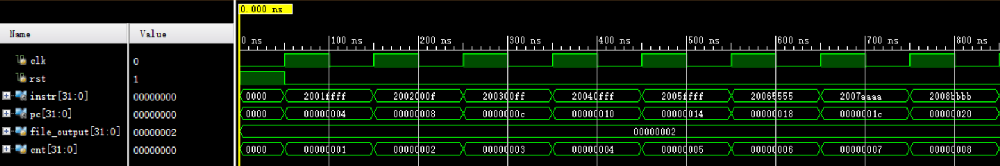 0.000 ns
Name Value
0 ns 100 ns 200 ns 300 ns 400 ns 500 ns 600 ns 700 ns 800 ns
clk 0
rst 1
instr[31:0] 00000000 0000 2001ffff 2002000f 200300ff 20040fff 2005ffff 20065555 2007aaaa 2008bbbb
pc[31:0] 00000000 0000 00000004 00000008 0000000c 00000010 00000014 00000018 0000001c 00000020
file_output[31:0] 00000002 00000002
cnt[31:0] 00000000 0000 00000001 00000002 00000003 00000004 00000005 00000006 00000007 00000008